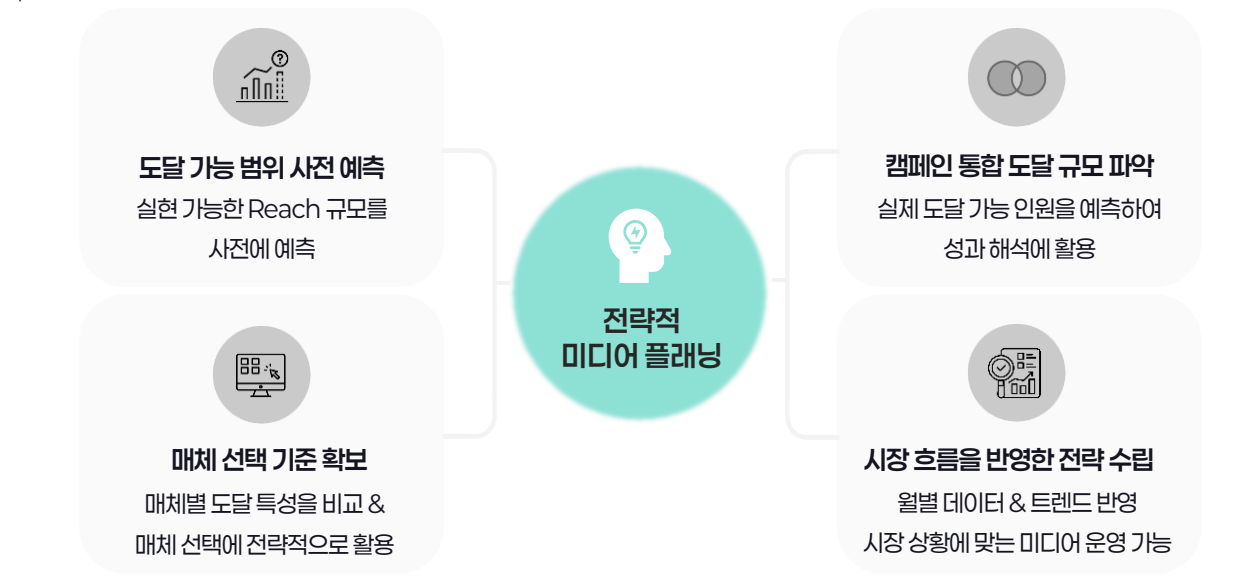 도달 가능 범위 사전 예측
실현 가능한 Reach 규모를
사전에 예측
매체 선택 기준 확보
매체별 도달 특성을 비교 &
매체 선택에 전략적으로 활용
전략적
미디어 플래닝
캠페인 통합 도달 규모 파악
실제 도달 가능 인원을 예측하여
성과 해석에 활용
시장 흐름을 반영한 전략 수립
월별 데이터 & 트렌드 반영
시장 상황에 맞는 미디어 운영 가능